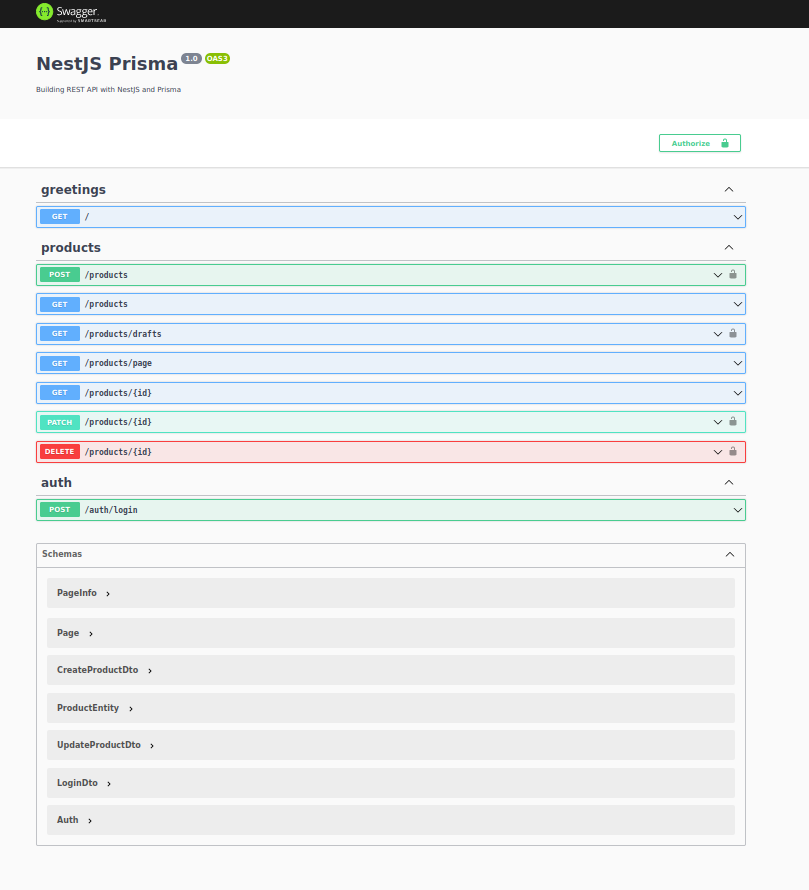 Swagger
Supported by SMARTBEAR
NestJS Prisma 1.0 OAS3
Building REST API with NestJS and Prisma
Authorize
greetings
GET /
products
POST /products
GET /products
GET /products/drafts
GET /products/page
GET /products/{id}
PATCH /products/{id}
DELETE /products/{id}
auth
POST /auth/login
Schemas
PageInfo
Page
CreateProductDto
ProductEntity
UpdateProductDto
LoginDto
Auth